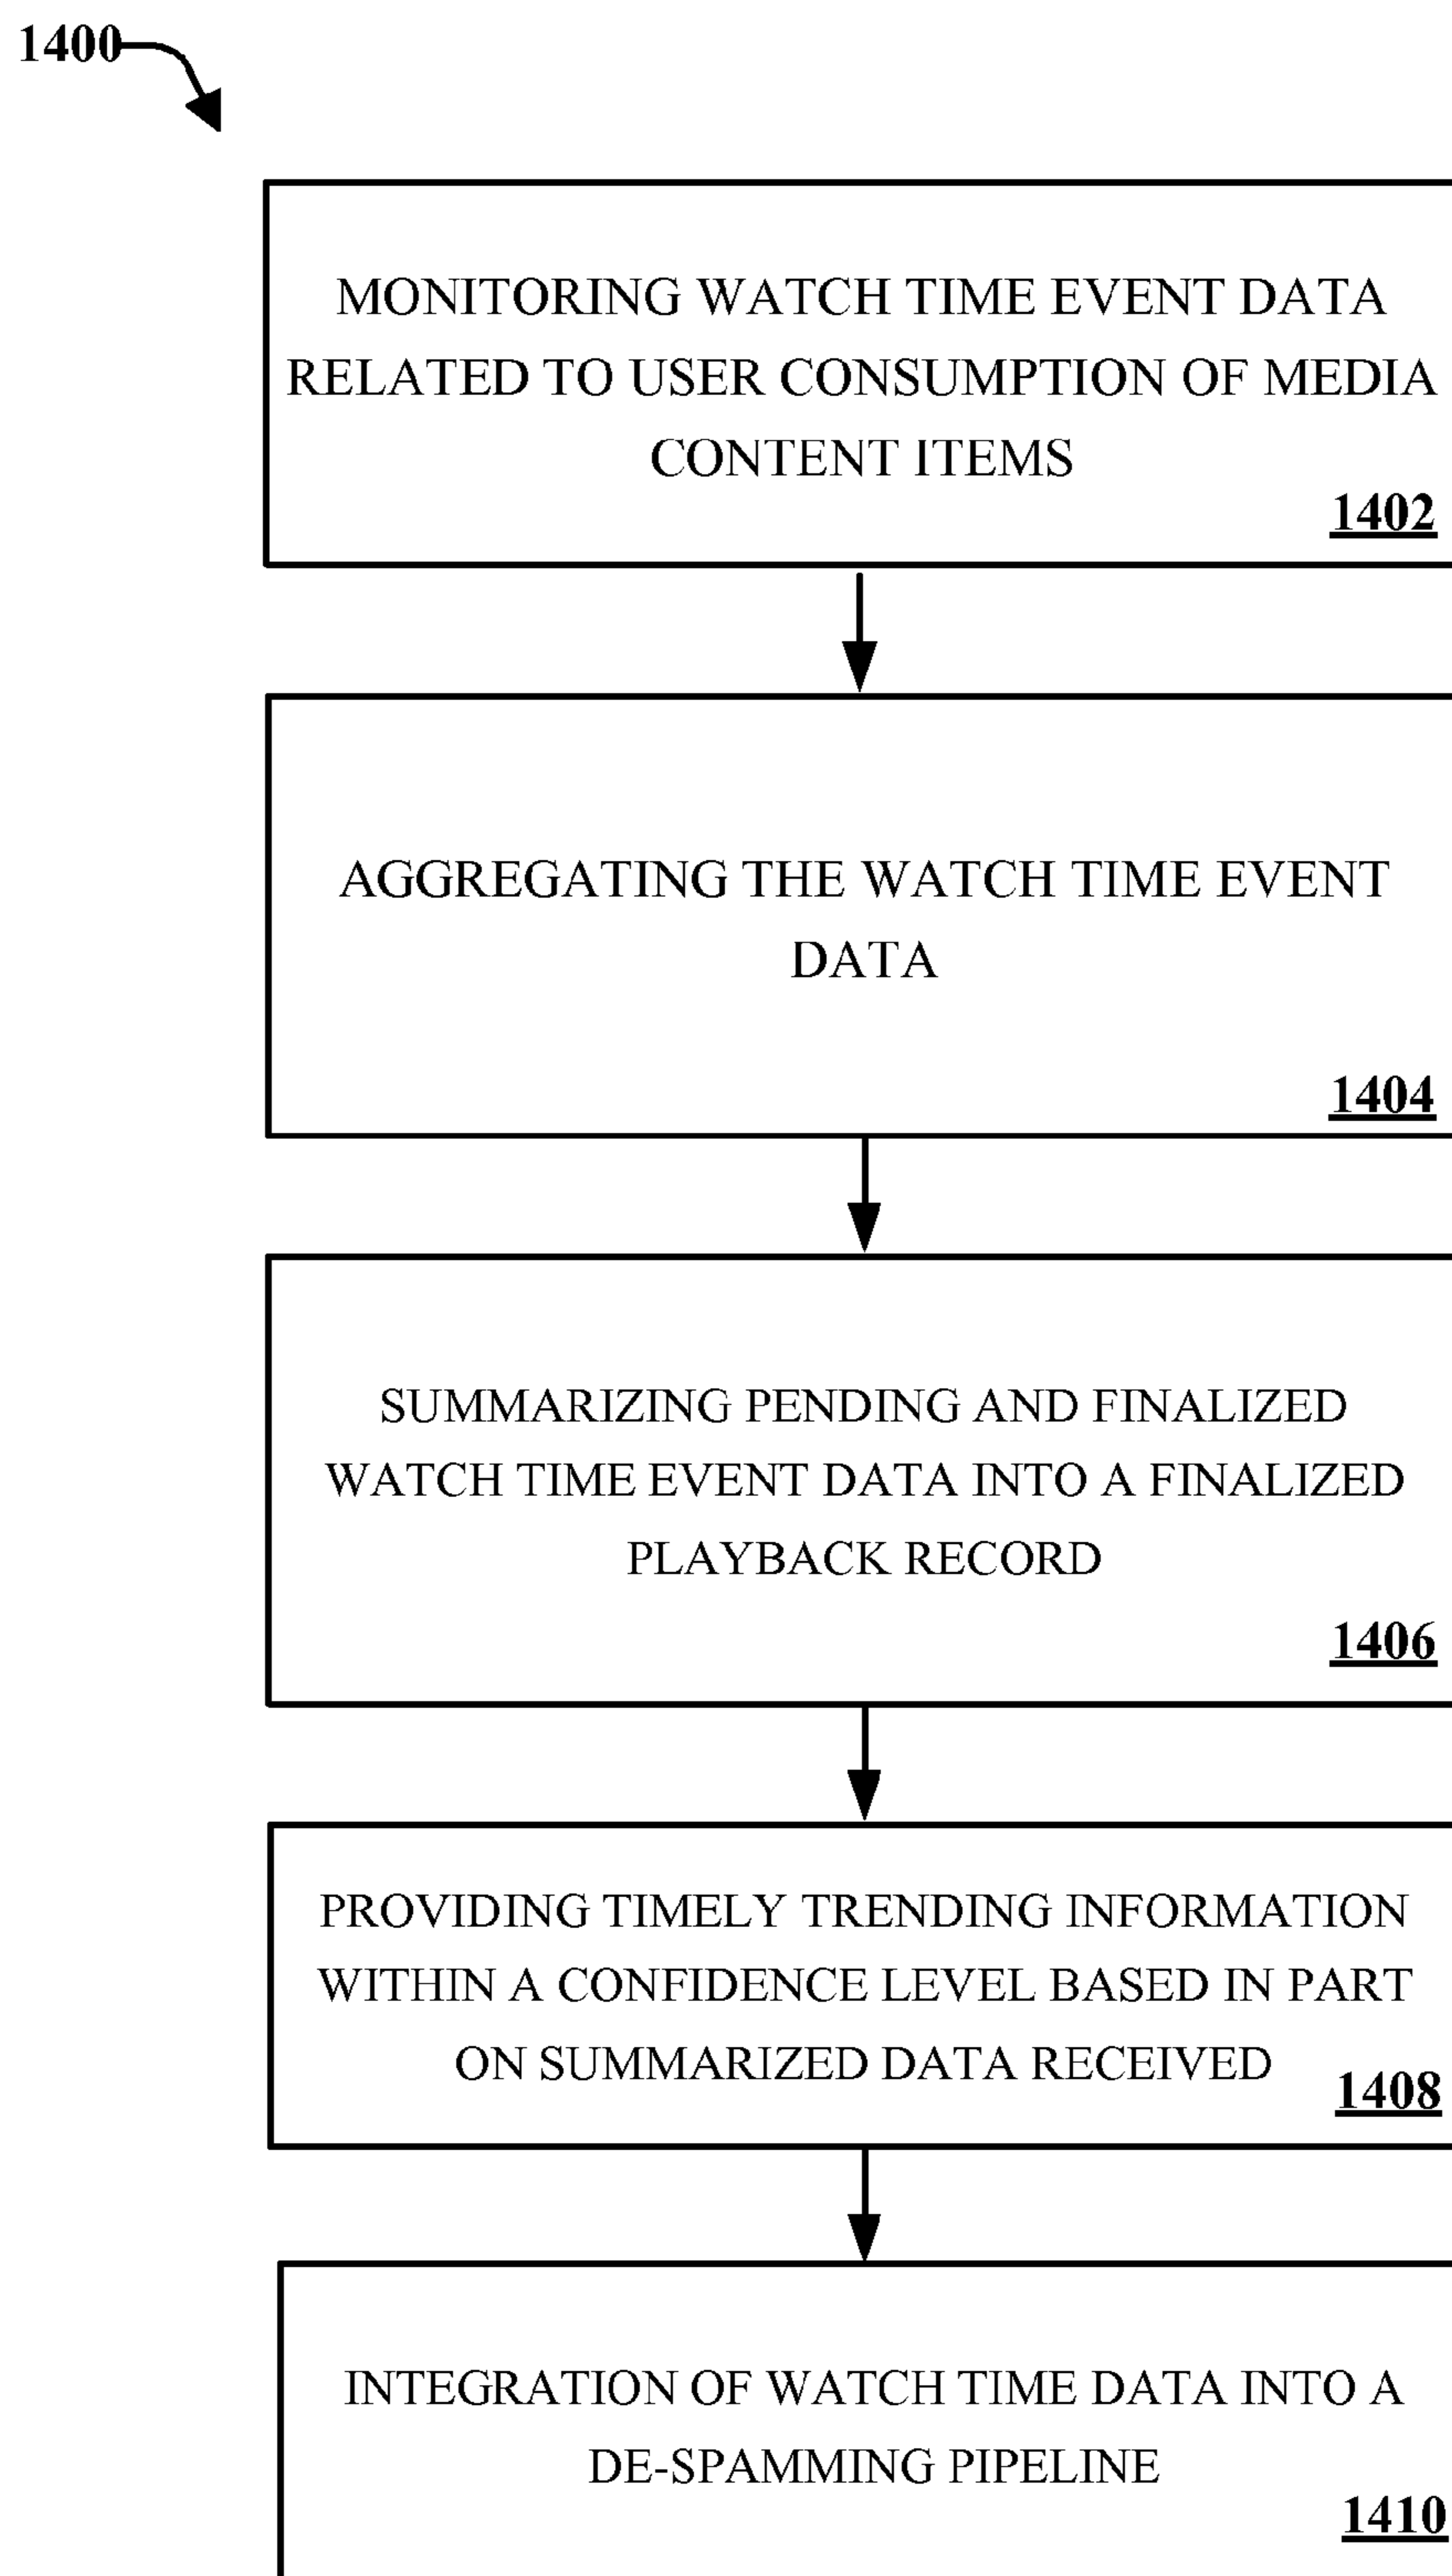 1400
MONITORING WATCH TIME EVENT DATA
RELATED TO USER CONSUMPTION OF MEDIA
CONTENT ITEMS
1402
AGGREGATING THE WATCH TIME EVENT
DATA
1404
SUMMARIZING PENDING AND FINALIZED
WATCH TIME EVENT DATA INTO A FINALIZED
PLAYBACK RECORD
1406
PROVIDING TIMELY TRENDING INFORMATION
WITHIN A CONFIDENCE LEVEL BASED IN PART
ON SUMMARIZED DATA RECEIVED
1408
INTEGRATION OF WATCH TIME DATA INTO A
DE-SPAMMING PIPELINE
1410